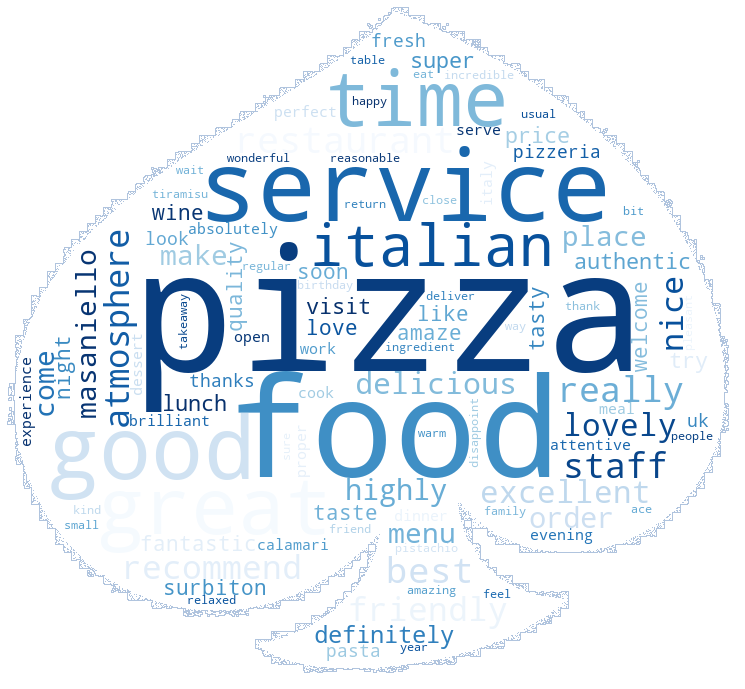 fresh
table
super
eat
incredible
time
happy
perfect
usual
restaurant
serve
price
pizzeria
wonderful
reasonable
wait
italy
service
tiramisu
close
return
wine
bit
absolutely
look
italian
place
make
authentic
atmosphere
quality
regular
soon
masaniello
birthday
deliver
pizza
visit
like
tasty
thank
welcome
nice
pleasant
takeaway
open
love
amaze
way
work
ingredient
try
night
come
dessert
thanks
delicious
really
experience
lunch
cook
food
meal
brilliant
lovely
uk
good
warm
disappoint
attentive
people
sure
proper
staff
great
highly
excellent
kind
taste
family
ace
small
friend
dinner
order
fantastic
calamari
menu
evening
pistachio
recommend
best
surbiton
amazing
feel
relaxed
friendly
definitely
pasta
year